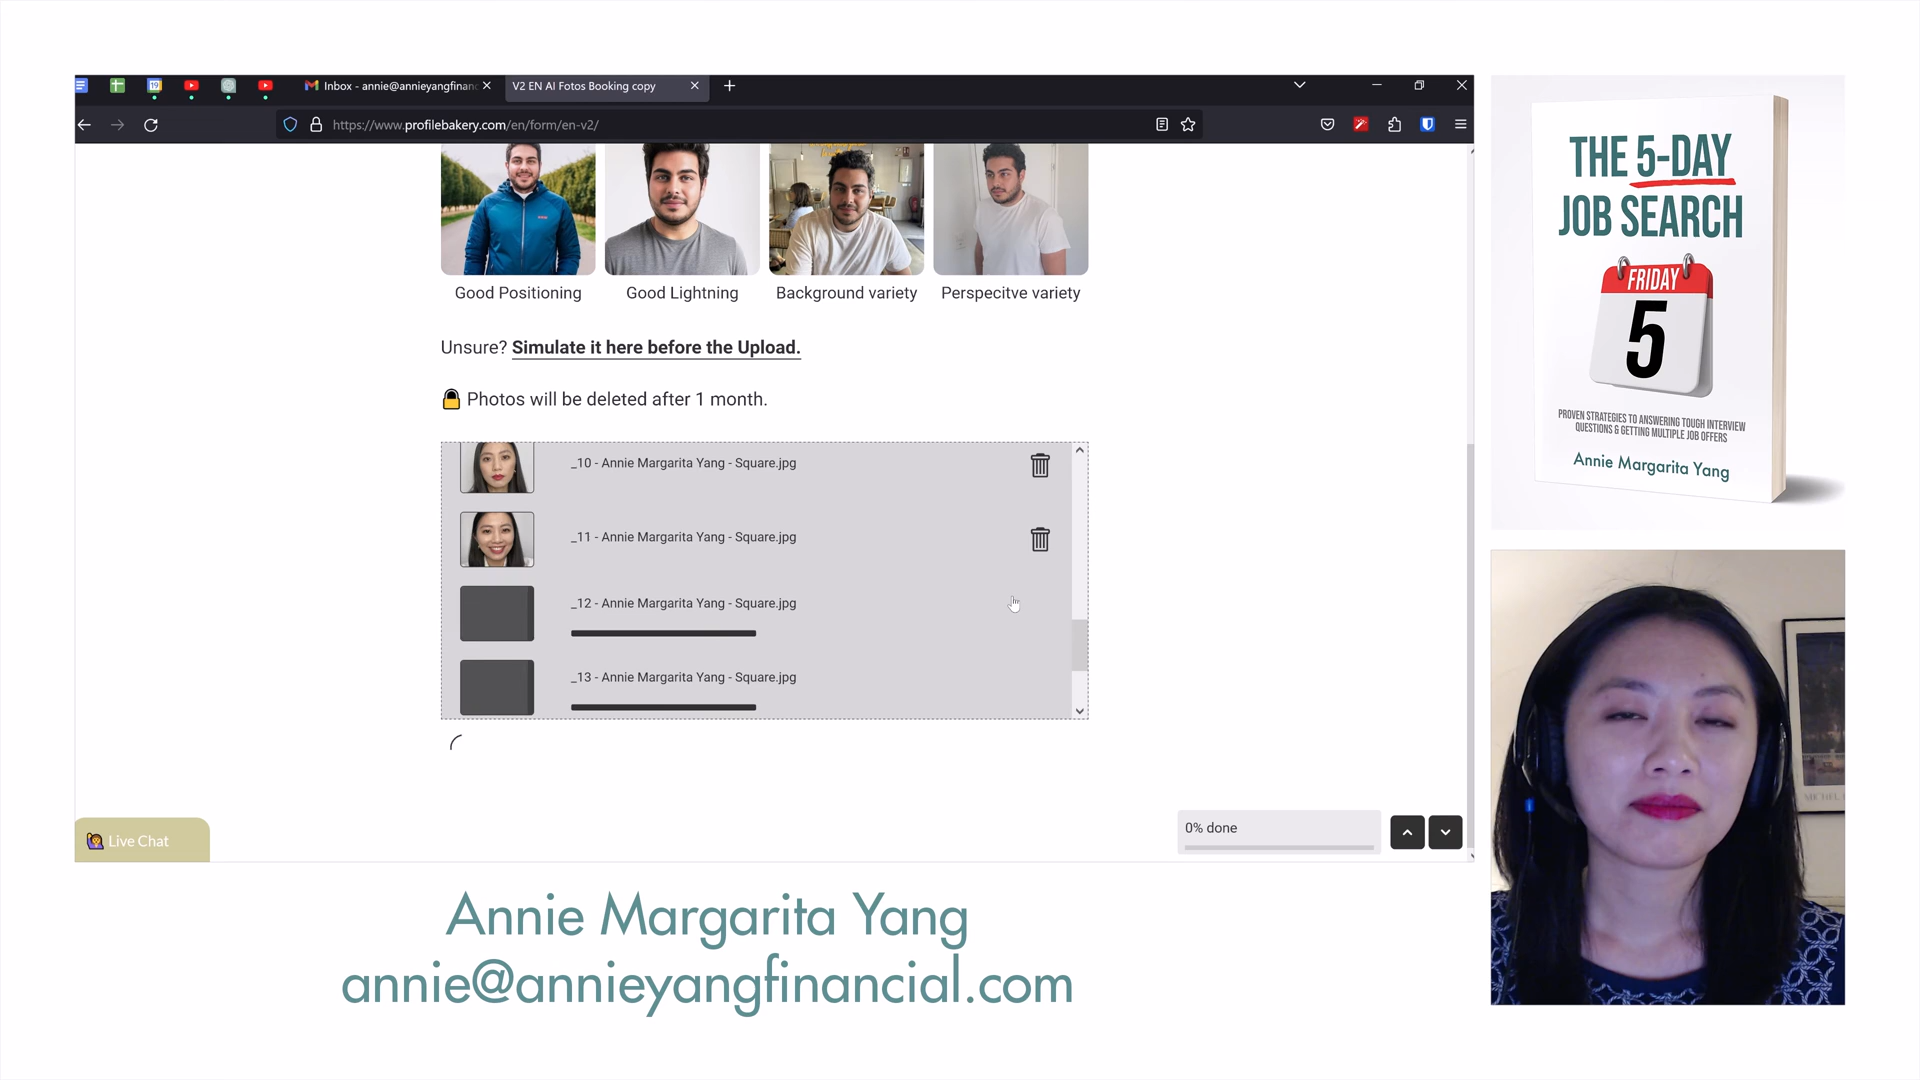 Inbox - annie@annieyangfinanc
V2 EN AI Fotos Booking copy
https://www.profilebakery.com/en/form/en-v2/
Good Positioning
Good Lightning
Background variety
Perspecitve variety
Unsure? Simulate it here before the Upload.
Photos will be deleted after 1 month.
_10 - Annie Margarita Yang - Square.jpg
_11 - Annie Margarita Yang - Square.jpg
_12 - Annie Margarita Yang - Square.jpg
_13 - Annie Margarita Yang - Square.jpg
Live Chat
0% done
THE 5-DAY
JOB SEARCH
FRIDAY
5
PROVEN STRATEGIES TO ANSWERING TOUGH INTERVIEW
QUESTIONS & GETTING MULTIPLE JOB OFFERS
Annie Margarita Yang
Annie Margarita Yang
annie@annieyangfinancial.com